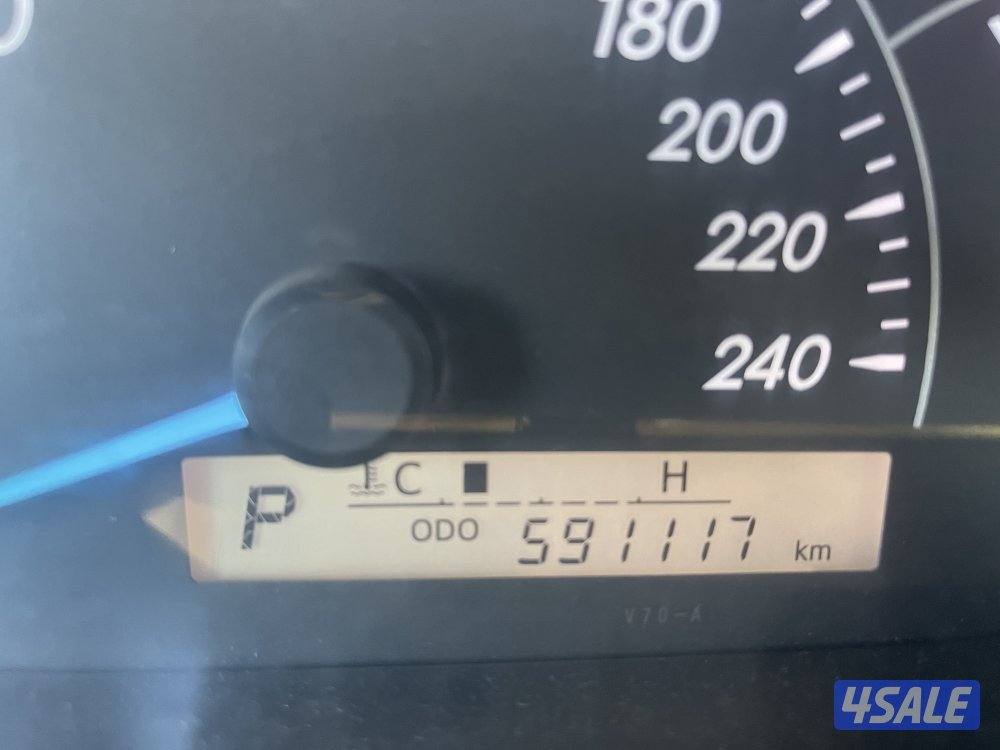 180
200
220
240
P C H
ODO 591117 km
V70-A
4SALE